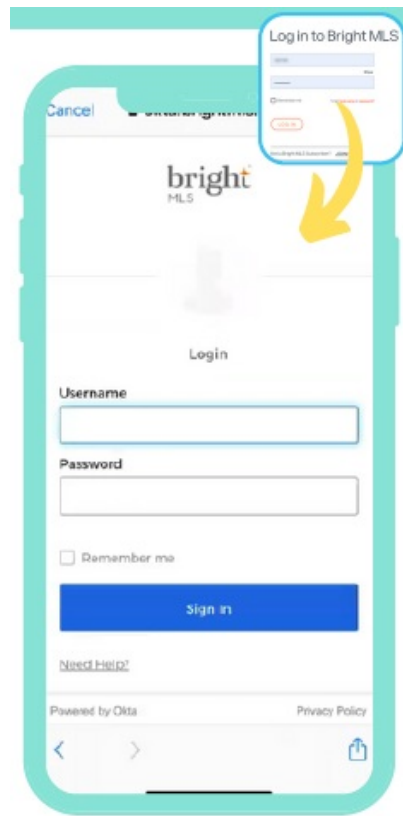 Log in to Bright MLS
Cancel
bright
MLS
Login
Username
Password
Remember me
Sign in
Need Help?
Powered by Okta
Privacy Policy